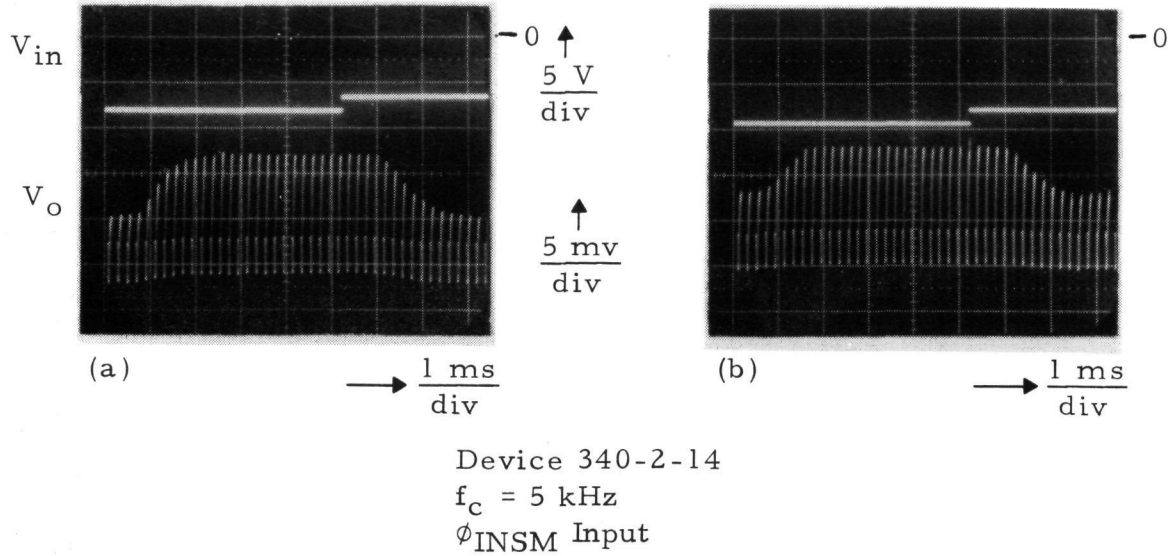 V_in
0
5 V
div
V_o
5 mv
div
(a)
1 ms
div
0
(b)
1 ms
div
Device 340-2-14
f_c = 5 kHz
ϕ_INSM Input